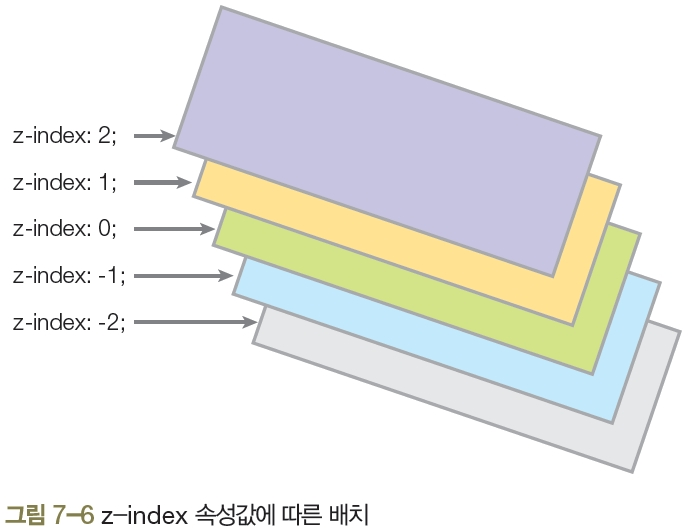 z-index: 2;
z-index: 1;
z-index: 0;
z-index: -1;
z-index: -2;
그림 7-6 z-index 속성값에 따른 배치